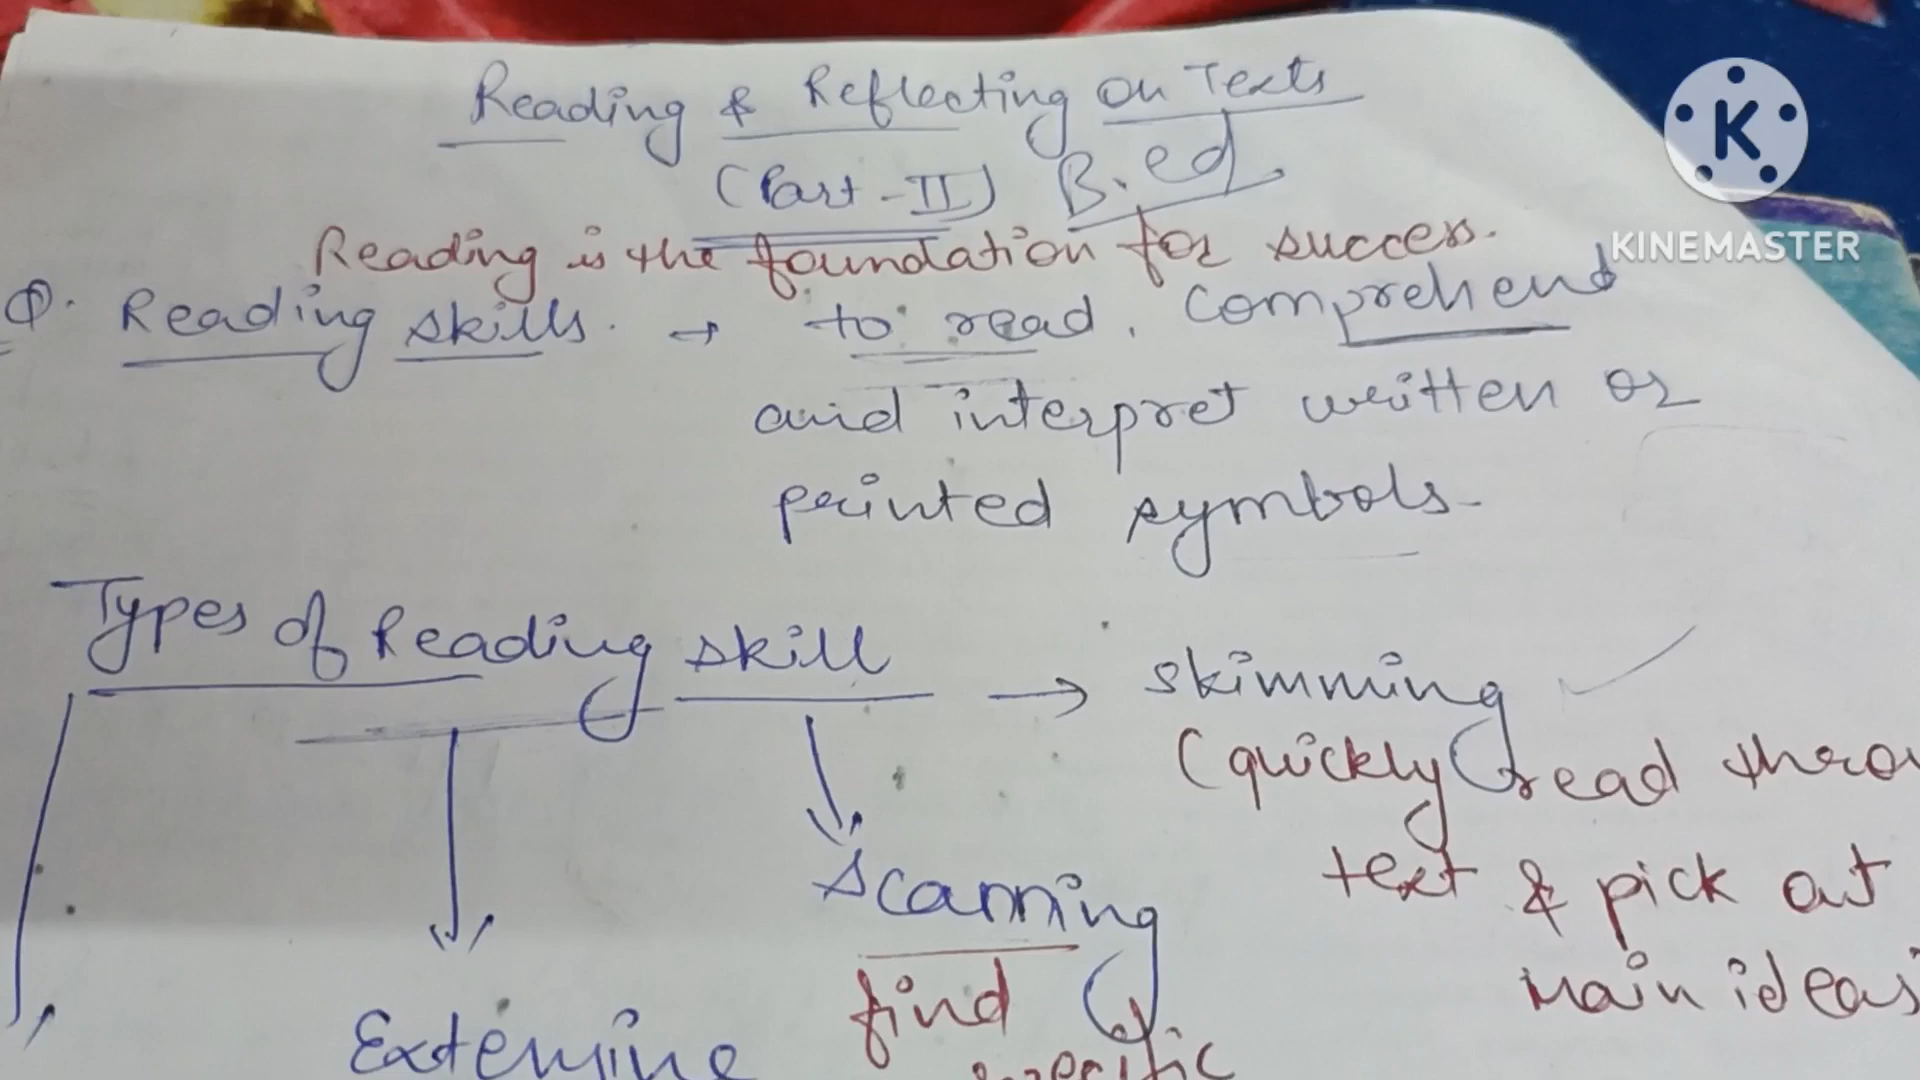 Reading & Reflecting on Texts
(Part-II) B.ed.
Reading is the foundation for success.
Q. Reading skills. → to read, comprehend
and interpret written or
printed symbols.
Types of Reading skill → skimming
(quickly read thro
text & pick out
main ideas
Scanning
find
specific
Extensive
K
KINEMASTER